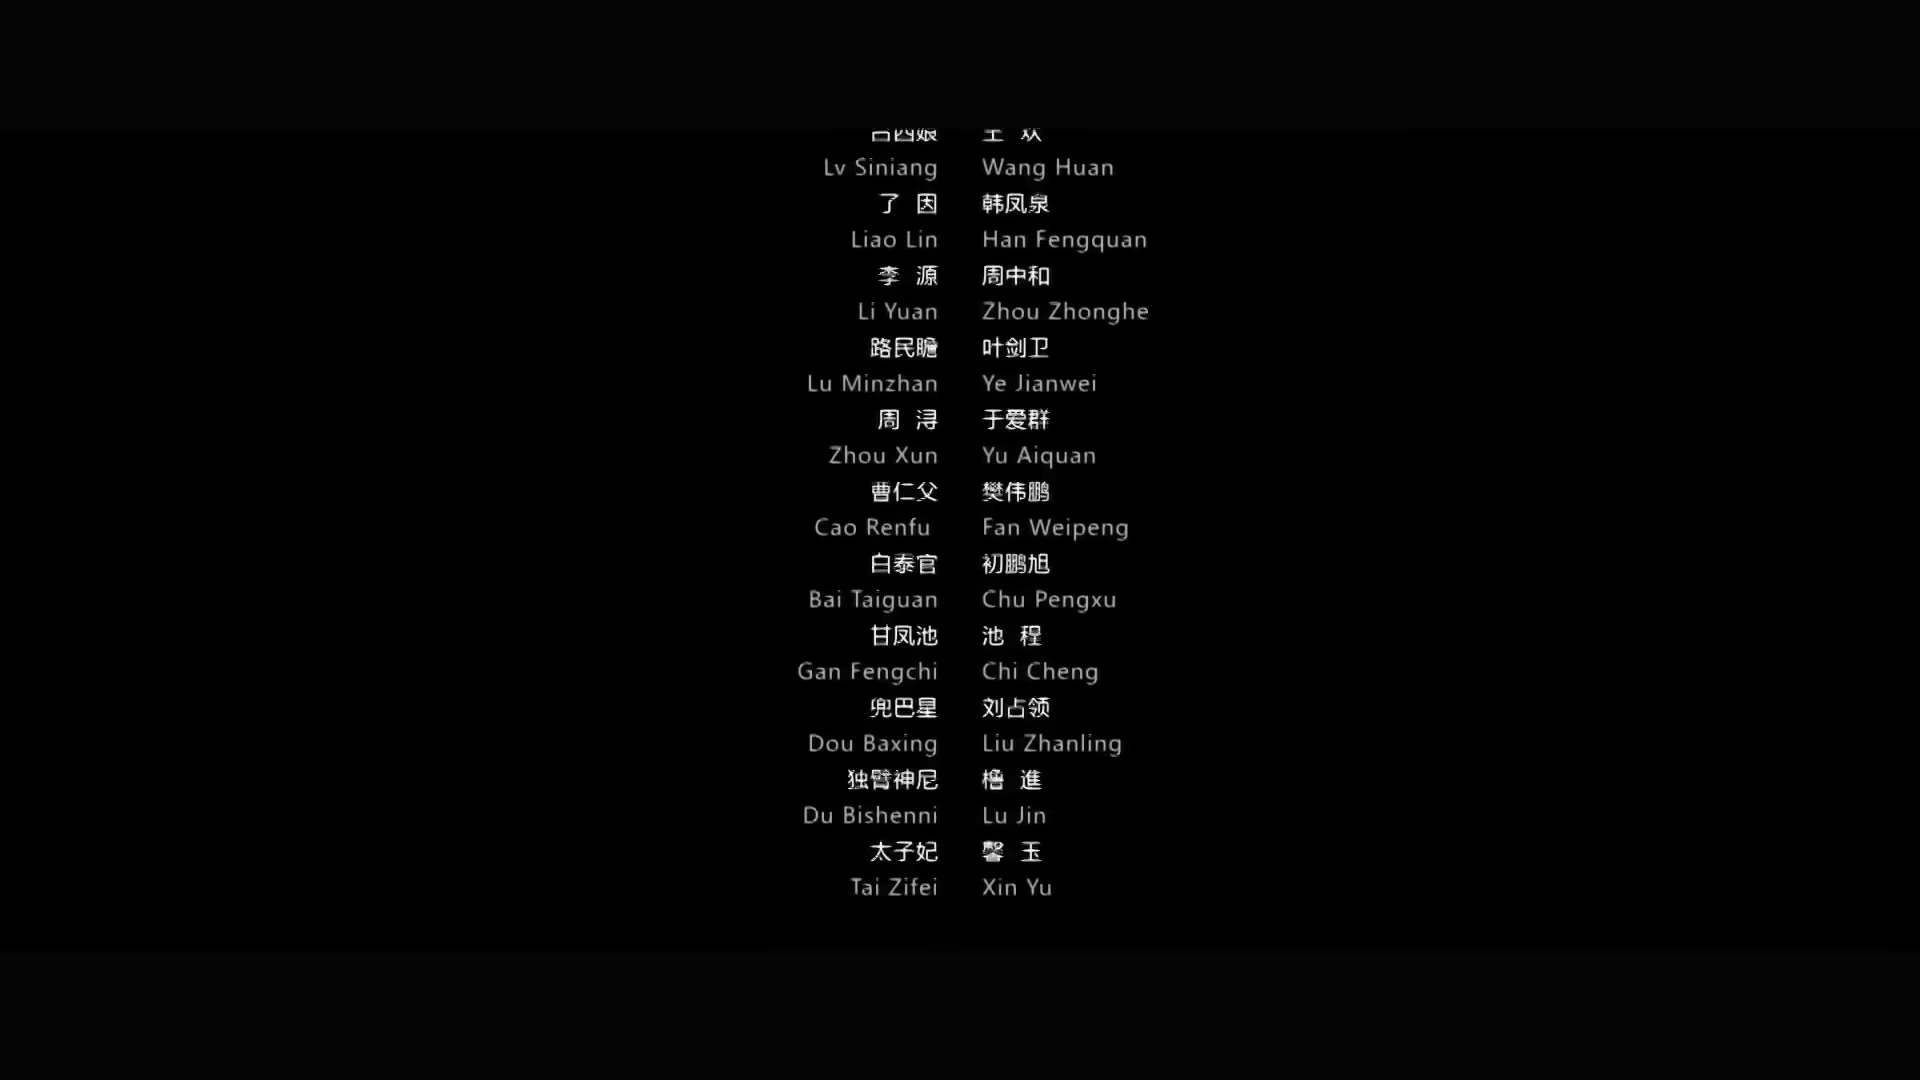 吕四娘 王 欢
Lv Siniang Wang Huan
了 因 韩凤泉
Liao Lin Han Fengquan
李 源 周中和
Li Yuan Zhou Zhonghe
路民瞻 叶剑卫
Lu Minzhan Ye Jianwei
周 浔 于爱群
Zhou Xun Yu Aiquan
曹仁父 樊伟鹏
Cao Renfu Fan Weipeng
白泰官 初鹏旭
Bai Taiguan Chu Pengxu
甘凤池 池 程
Gan Fengchi Chi Cheng
兜巴星 刘占领
Dou Baxing Liu Zhanling
独臂神尼 橹 進
Du Bishenni Lu Jin
太子妃 馨 玉
Tai Zifei Xin Yu